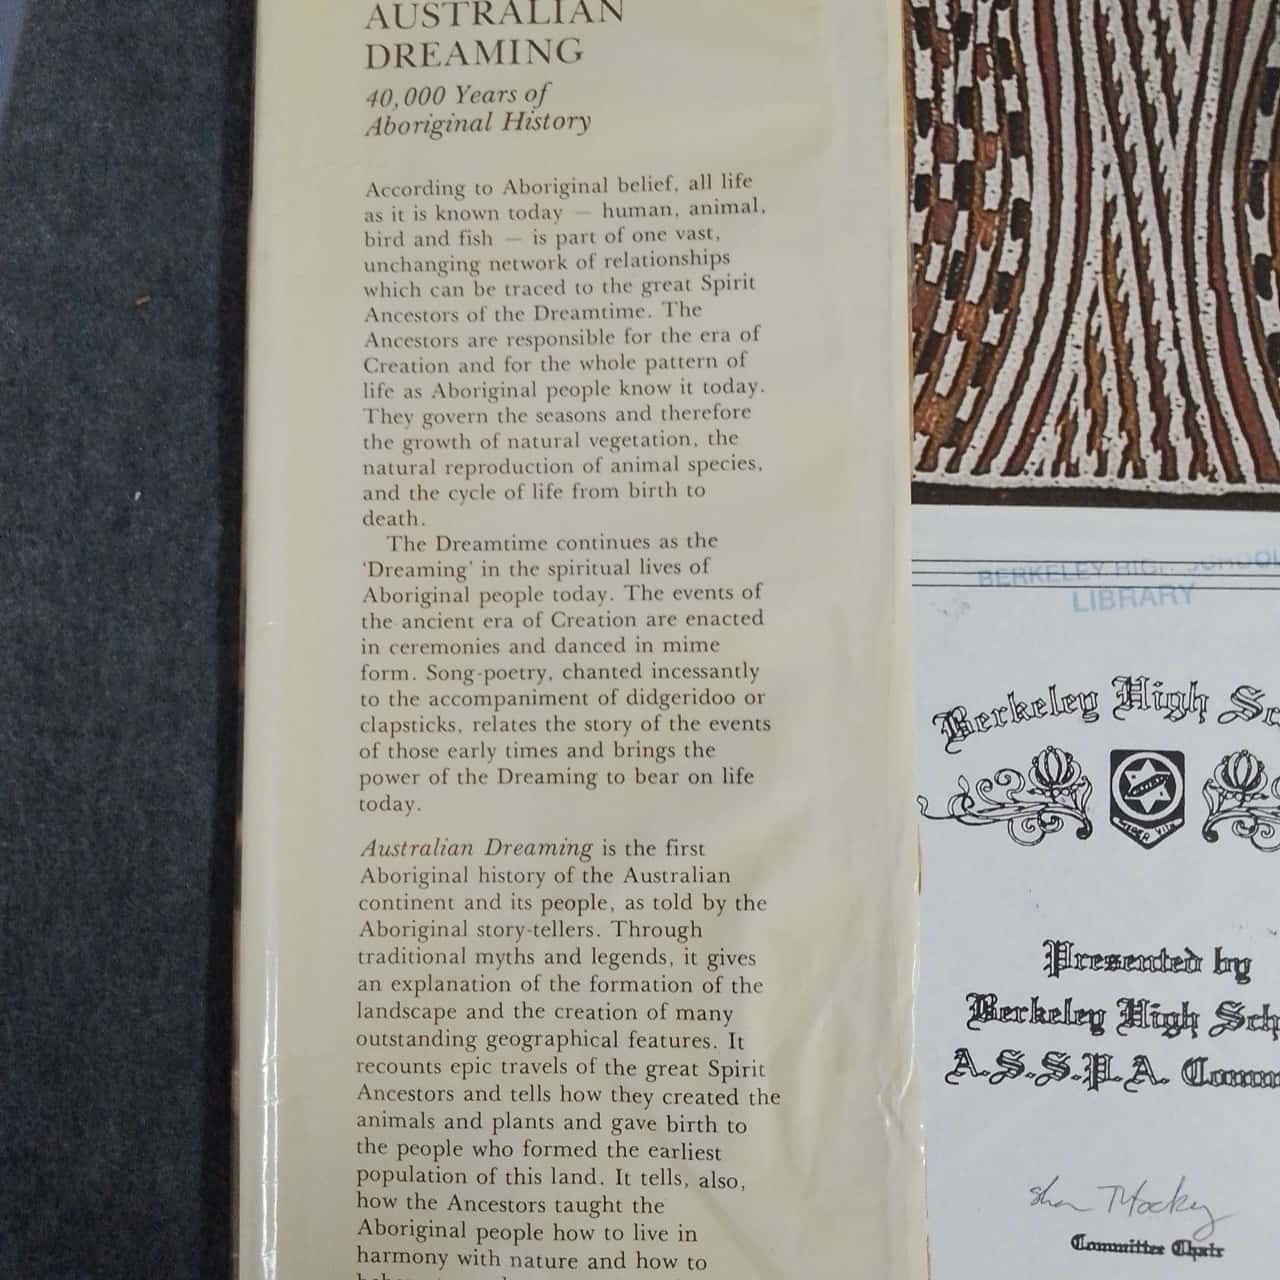 AUSTRALIAN
DREAMING
40,000 Years of
Aboriginal History
According to Aboriginal belief, all life
as it is known today — human, animal,
bird and fish — is part of one vast,
unchanging network of relationships
which can be traced to the great Spirit
Ancestors of the Dreamtime. The
Ancestors are responsible for the era of
Creation and for the whole pattern of
life as Aboriginal people know it today.
They govern the seasons and therefore
the growth of natural vegetation, the
natural reproduction of animal species,
and the cycle of life from birth to
death.
The Dreamtime continues as the
'Dreaming' in the spiritual lives of
Aboriginal people today. The events of
the ancient era of Creation are enacted
in ceremonies and danced in mime
form. Song-poetry, chanted incessantly
to the accompaniment of didgeridoo or
clapsticks, relates the story of the events
of those early times and brings the
power of the Dreaming to bear on life
today.
Australian Dreaming is the first
Aboriginal history of the Australian
continent and its people, as told by the
Aboriginal story-tellers. Through
traditional myths and legends, it gives
an explanation of the formation of the
landscape and the creation of many
outstanding geographical features. It
recounts epic travels of the great Spirit
Ancestors and tells how they created the
animals and plants and gave birth to
the people who formed the earliest
population of this land. It tells, also,
how the Ancestors taught the
Aboriginal people how to live in
harmony with nature and how to
BERKELEY HIGH SCHOOL
LIBRARY
Berkeley High Sc
Presented by
Berkeley High Sch
A.S.S.P.A. Comm
Committee Chair